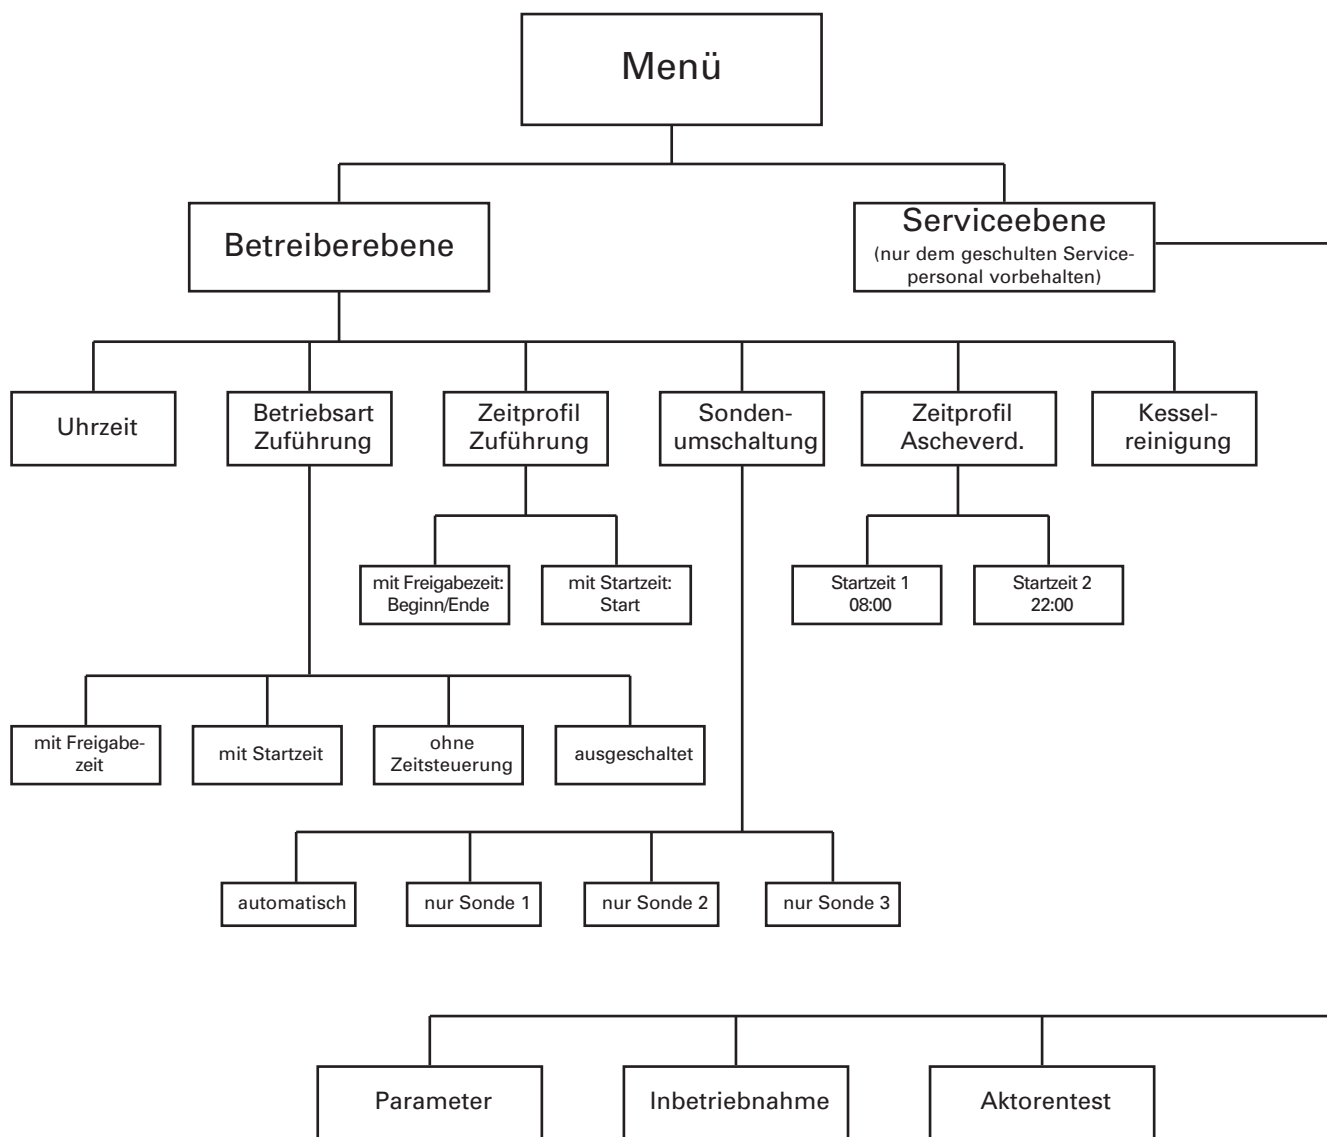 Menü
Betreiberebene
Serviceebene
(nur dem geschulten Service-
personal vorbehalten)
Uhrzeit
Betriebsart
Zuführung
Zeitprofil
Zuführung
Sonden-
umschaltung
Zeitprofil
Ascheverd.
Kessel-
reinigung
mit Freigabezeit:
Beginn/Ende
mit Startzeit:
Start
Startzeit 1
08:00
Startzeit 2
22:00
mit Freigabe-
zeit
mit Startzeit
ohne
Zeitsteuerung
ausgeschaltet
automatisch
nur Sonde 1
nur Sonde 2
nur Sonde 3
Parameter
Inbetriebnahme
Aktorentest